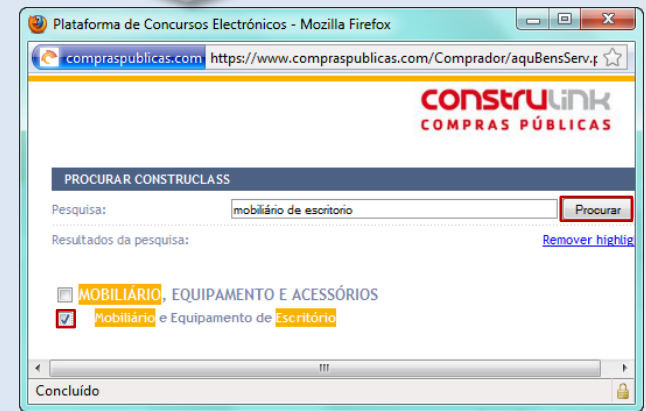 Plataforma de Concursos Electrónicos - Mozilla Firefox
compraspublicas.com https://www.compraspublicas.com/Comprador/aquBensServ.p
construlink
COMPRAS PÚBLICAS
PROCURAR CONSTRUCLASS
Pesquisa: mobiliário de escritorio Procurar
Resultados da pesquisa: Remover highlig
MOBILIÁRIO, EQUIPAMENTO E ACESSÓRIOS
Mobiliário e Equipamento de Escritório
Concluído